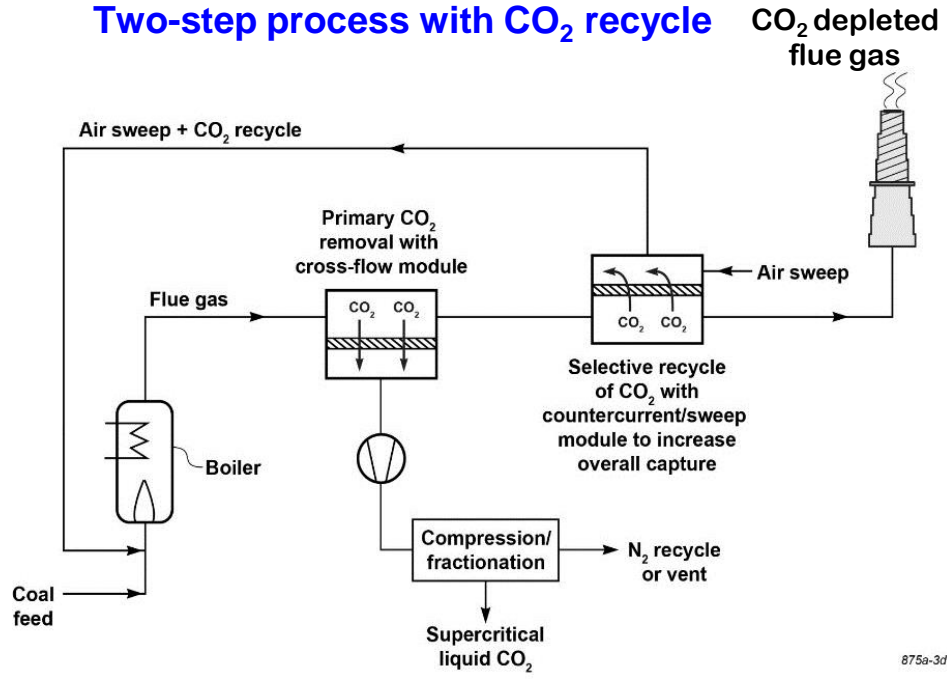 Two-step process with CO₂ recycle
CO₂ depleted
flue gas
Air sweep + CO₂ recycle
Primary CO₂
removal with
cross-flow module
Air sweep
Flue gas
CO₂ CO₂
CO₂ CO₂
Selective recycle
of CO₂ with
countercurrent/sweep
module to increase
overall capture
Boiler
Compression/
fractionation
N₂ recycle
or vent
Coal
feed
Supercritical
liquid CO₂
875a-3d